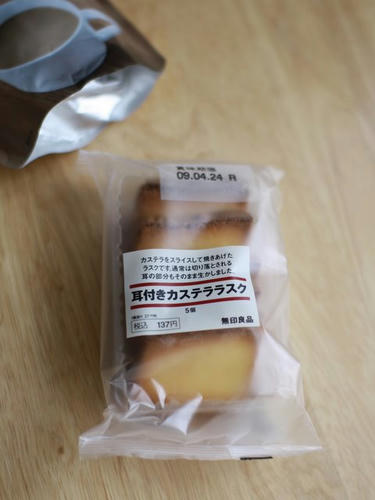 賞味期限
09.04.24 R
カステラをスライスして焼きあげた
ラスクです。通常は切り落とされる
耳の部分もそのまま生かしました。
耳付きカステララスク
5個
税込 137円
無印良品